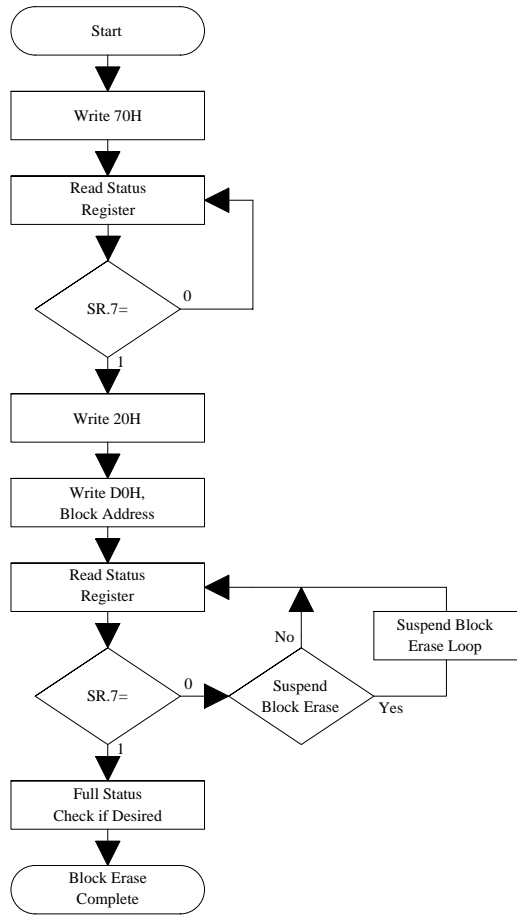 Start
Write 70H
Read Status
Register
SR.7=
0
1
Write 20H
Write D0H,
Block Address
Read Status
Register
No
Suspend Block
Erase Loop
SR.7=
0
Suspend
Block Erase
Yes
1
Full Status
Check if Desired
Block Erase
Complete